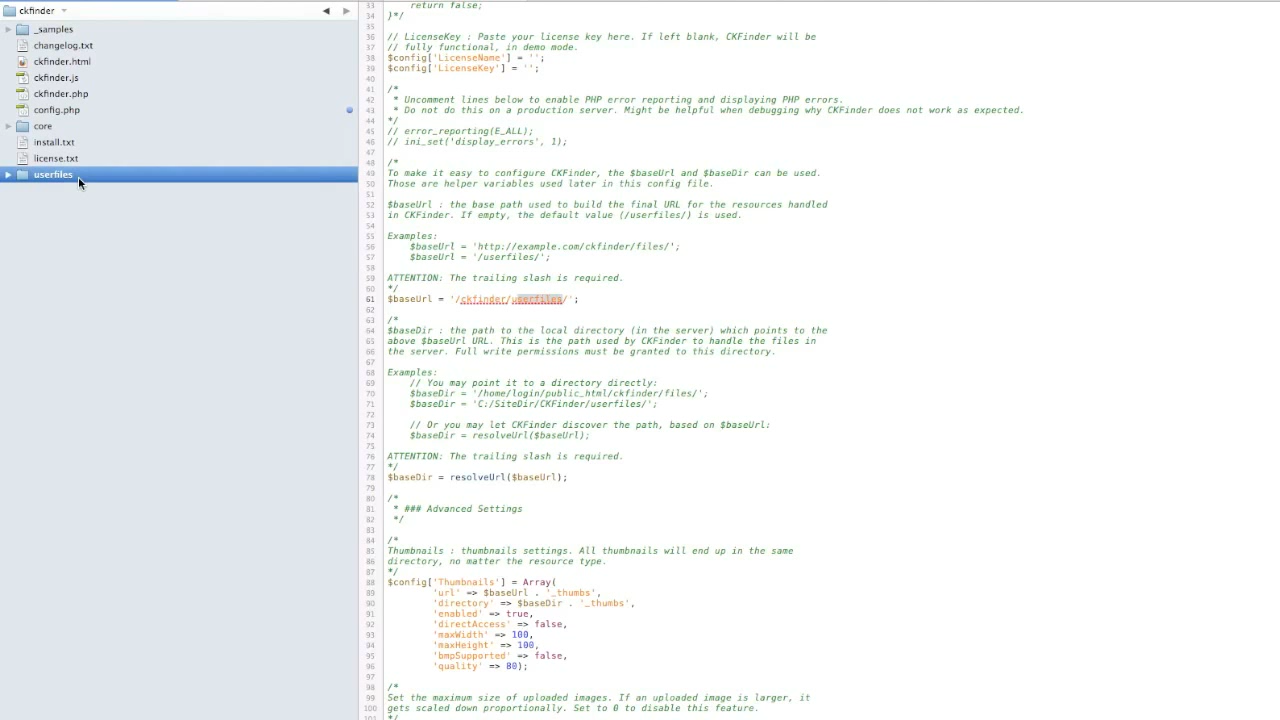 ckfinder
_samples
changelog.txt
ckfinder.html
ckfinder.js
ckfinder.php
config.php
core
install.txt
license.txt
userfiles
33 return false;
34 }*/
35
36 // LicenseKey : Paste your license key here. If left blank, CKFinder will be
37 // fully functional, in demo mode.
38 $config['LicenseName'] = '';
39 $config['LicenseKey'] = '';
40
41 /*
42 * Uncomment lines below to enable PHP error reporting and displaying PHP errors.
43 * Do not do this on a production server. Might be helpful when debugging why CKFinder does not work as expected.
44 */
45 // error_reporting(E_ALL);
46 // ini_set('display_errors', 1);
47
48 /*
49 To make it easy to configure CKFinder, the $baseUrl and $baseDir can be used.
50 Those are helper variables used later in this config file.
51
52 $baseUrl : the base path used to build the final URL for the resources handled
53 in CKFinder. If empty, the default value (/userfiles/) is used.
54
55 Examples:
56 $baseUrl = 'http://example.com/ckfinder/files/';
57 $baseUrl = '/userfiles/';
58
59 ATTENTION: The trailing slash is required.
60 */
61 $baseUrl = '/ckfinder/userfiles/';
62
63 /*
64 $baseDir : the path to the local directory (in the server) which points to the
65 above $baseUrl URL. This is the path used by CKFinder to handle the files in
66 the server. Full write permissions must be granted to this directory.
67
68 Examples:
69 // You may point it to a directory directly:
70 $baseDir = '/home/login/public_html/ckfinder/files/';
71 $baseDir = 'C:/SiteDir/CKFinder/userfiles/';
72
73 // Or you may let CKFinder discover the path, based on $baseUrl:
74 $baseDir = resolveUrl($baseUrl);
75
76 ATTENTION: The trailing slash is required.
77 */
78 $baseDir = resolveUrl($baseUrl);
79
80 /*
81 * ### Advanced Settings
82 */
83
84 /*
85 Thumbnails : thumbnails settings. All thumbnails will end up in the same
86 directory, no matter the resource type.
87 */
88 $config['Thumbnails'] = Array(
89 'url' => $baseUrl . '_thumbs',
90 'directory' => $baseDir . '_thumbs',
91 'enabled' => true,
92 'directAccess' => false,
93 'maxWidth' => 100,
94 'maxHeight' => 100,
95 'bmpSupported' => false,
96 'quality' => 80);
97
98 /*
99 Set the maximum size of uploaded images. If an uploaded image is larger, it
100 gets scaled down proportionally. Set to 0 to disable this feature.
101 */